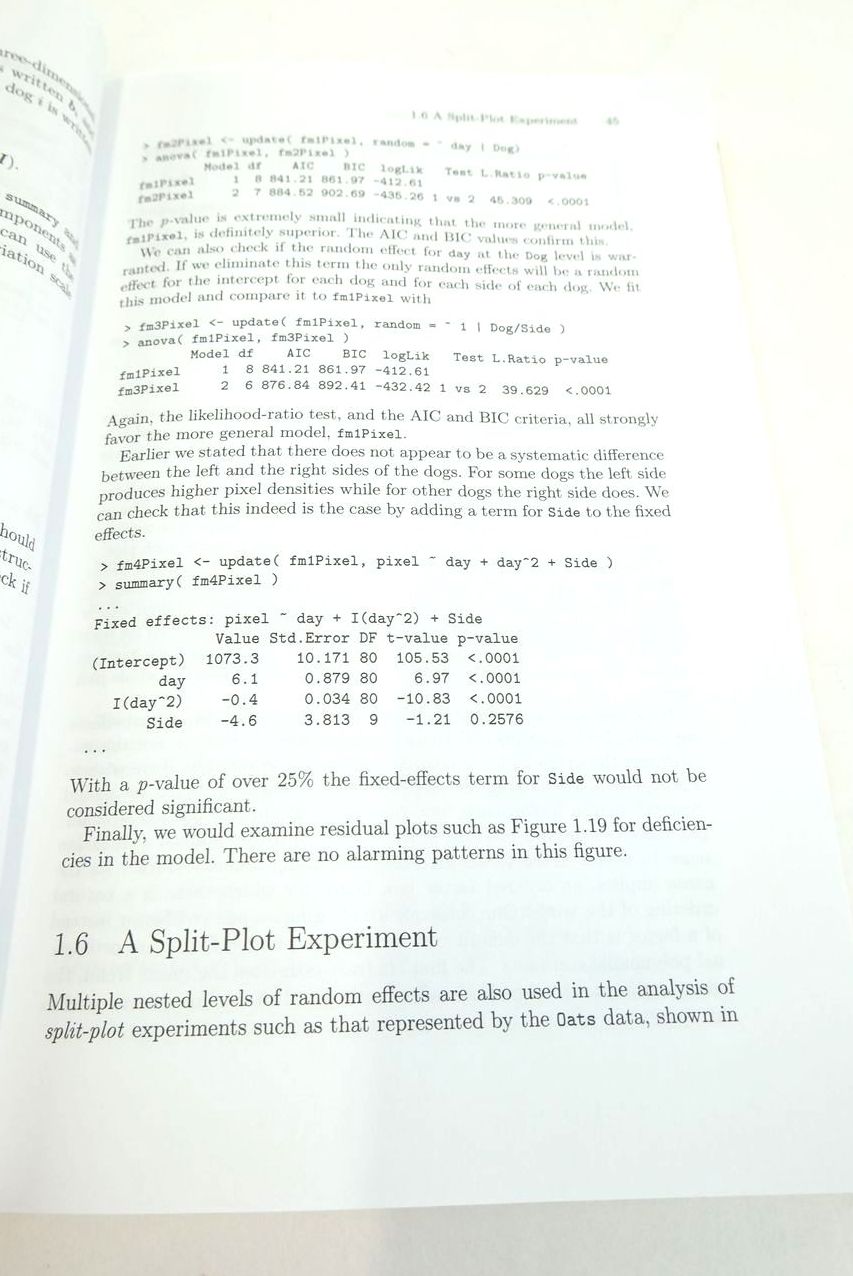 ree-dimens
written b,
dog i is writ
I).
summary
mponents
can use the
iation scale
hould
truc-
ck if
1.6 A Split-Plot Experiment 45
> fm2Pixel <- update( fm1Pixel, random = ~ day | Dog)
> anova( fm1Pixel, fm2Pixel )
Model df AIC BIC logLik Test L.Ratio p-value
fm1Pixel 1 8 841.21 861.97 -412.61
fm2Pixel 2 7 884.52 902.69 -435.26 1 vs 2 45.309 <.0001
The p-value is extremely small indicating that the more general model,
fm1Pixel, is definitely superior. The AIC and BIC values confirm this.
We can also check if the random effect for day at the Dog level is war-
ranted. If we eliminate this term the only random effects will be a random
effect for the intercept for each dog and for each side of each dog. We fit
this model and compare it to fm1Pixel with
> fm3Pixel <- update( fm1Pixel, random = ~ 1 | Dog/Side )
> anova( fm1Pixel, fm3Pixel )
Model df AIC BIC logLik Test L.Ratio p-value
fm1Pixel 1 8 841.21 861.97 -412.61
fm3Pixel 2 6 876.84 892.41 -432.42 1 vs 2 39.629 <.0001
Again, the likelihood-ratio test, and the AIC and BIC criteria, all strongly
favor the more general model, fm1Pixel.
Earlier we stated that there does not appear to be a systematic difference
between the left and the right sides of the dogs. For some dogs the left side
produces higher pixel densities while for other dogs the right side does. We
can check that this indeed is the case by adding a term for Side to the fixed
effects.
> fm4Pixel <- update( fm1Pixel, pixel ~ day + day^2 + Side )
> summary( fm4Pixel )
...
Fixed effects: pixel ~ day + I(day^2) + Side
Value Std.Error DF t-value p-value
(Intercept) 1073.3 10.171 80 105.53 <.0001
day 6.1 0.879 80 6.97 <.0001
I(day^2) -0.4 0.034 80 -10.83 <.0001
Side -4.6 3.813 9 -1.21 0.2576
...
With a p-value of over 25% the fixed-effects term for Side would not be
considered significant.
Finally, we would examine residual plots such as Figure 1.19 for deficien-
cies in the model. There are no alarming patterns in this figure.
1.6 A Split-Plot Experiment
Multiple nested levels of random effects are also used in the analysis of
split-plot experiments such as that represented by the Oats data, shown in